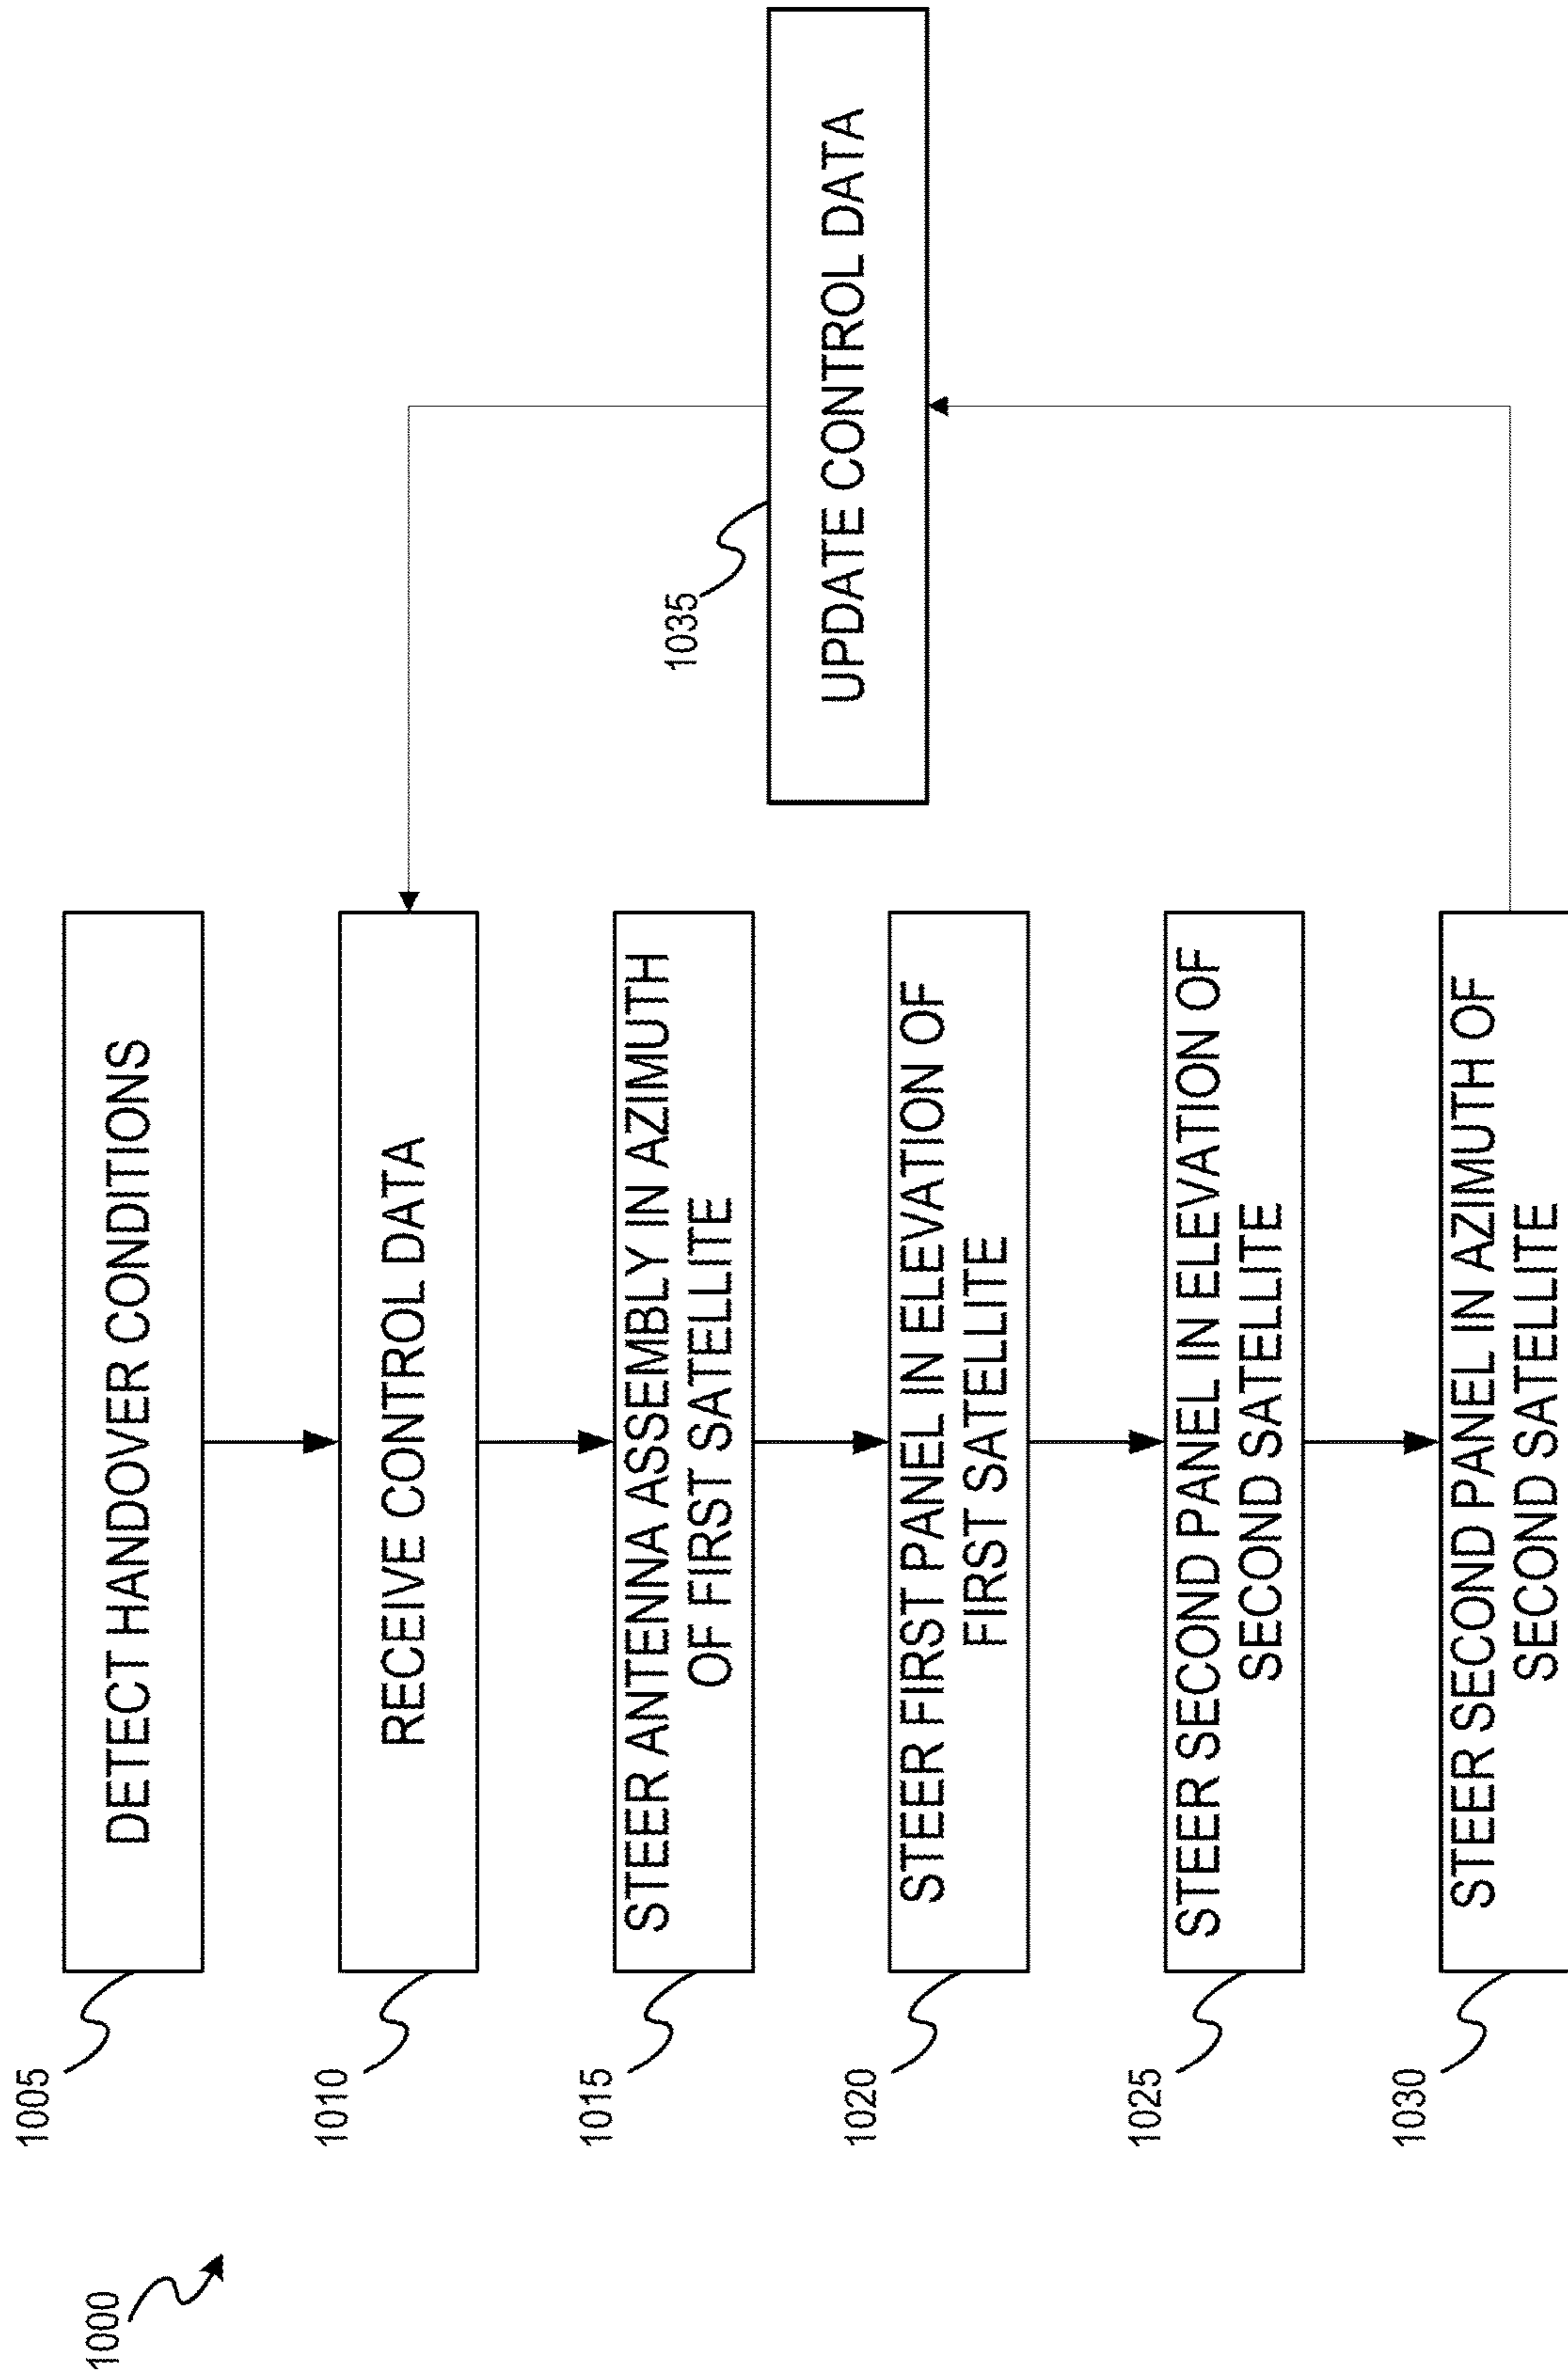 1000
1005
DETECT HANDOVER CONDITIONS
1010
RECEIVE CONTROL DATA
1015
STEER ANTENNA ASSEMBLY IN AZIMUTH
OF FIRST SATELLITE
1020
STEER FIRST PANEL IN ELEVATION OF
FIRST SATELLITE
1025
STEER SECOND PANEL IN ELEVATION OF
SECOND SATELLITE
1030
STEER SECOND PANEL IN AZIMUTH OF
SECOND SATELLITE
1035
UPDATE CONTROL DATA